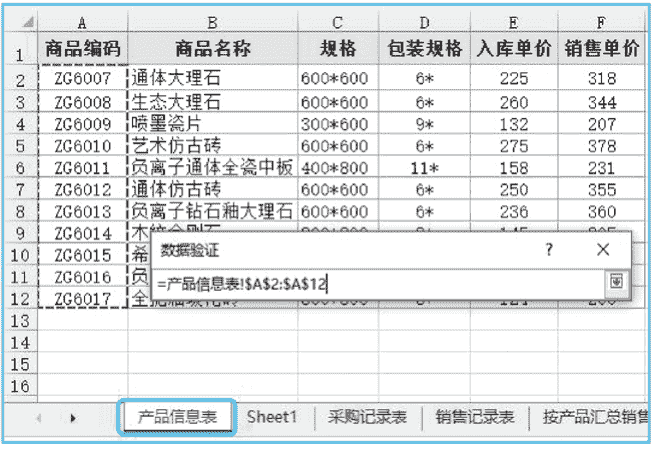 A B C D E F
1 商品编码 商品名称 规格 包装规格 入库单价 销售单价
2 ZG6007 通体大理石 600*600 6* 225 318
3 ZG6008 生态大理石 600*600 6* 260 344
4 ZG6009 喷墨瓷片 300*600 9* 132 207
5 ZG6010 艺术仿古砖 600*600 6* 275 378
6 ZG6011 负离子通体全瓷中板 400*800 11* 158 231
7 ZG6012 通体仿古砖 600*600 6* 250 355
8 ZG6013 负离子钻石釉大理石 600*600 6* 236 360
9 ZG6014
数据验证 ? ×
10 ZG6015 希
11 ZG6016 负
=产品信息表!$A$2:$A$12
12 ZG6017
13
14
15
16
产品信息表 Sheet1 采购记录表 销售记录表 按产品汇总销售